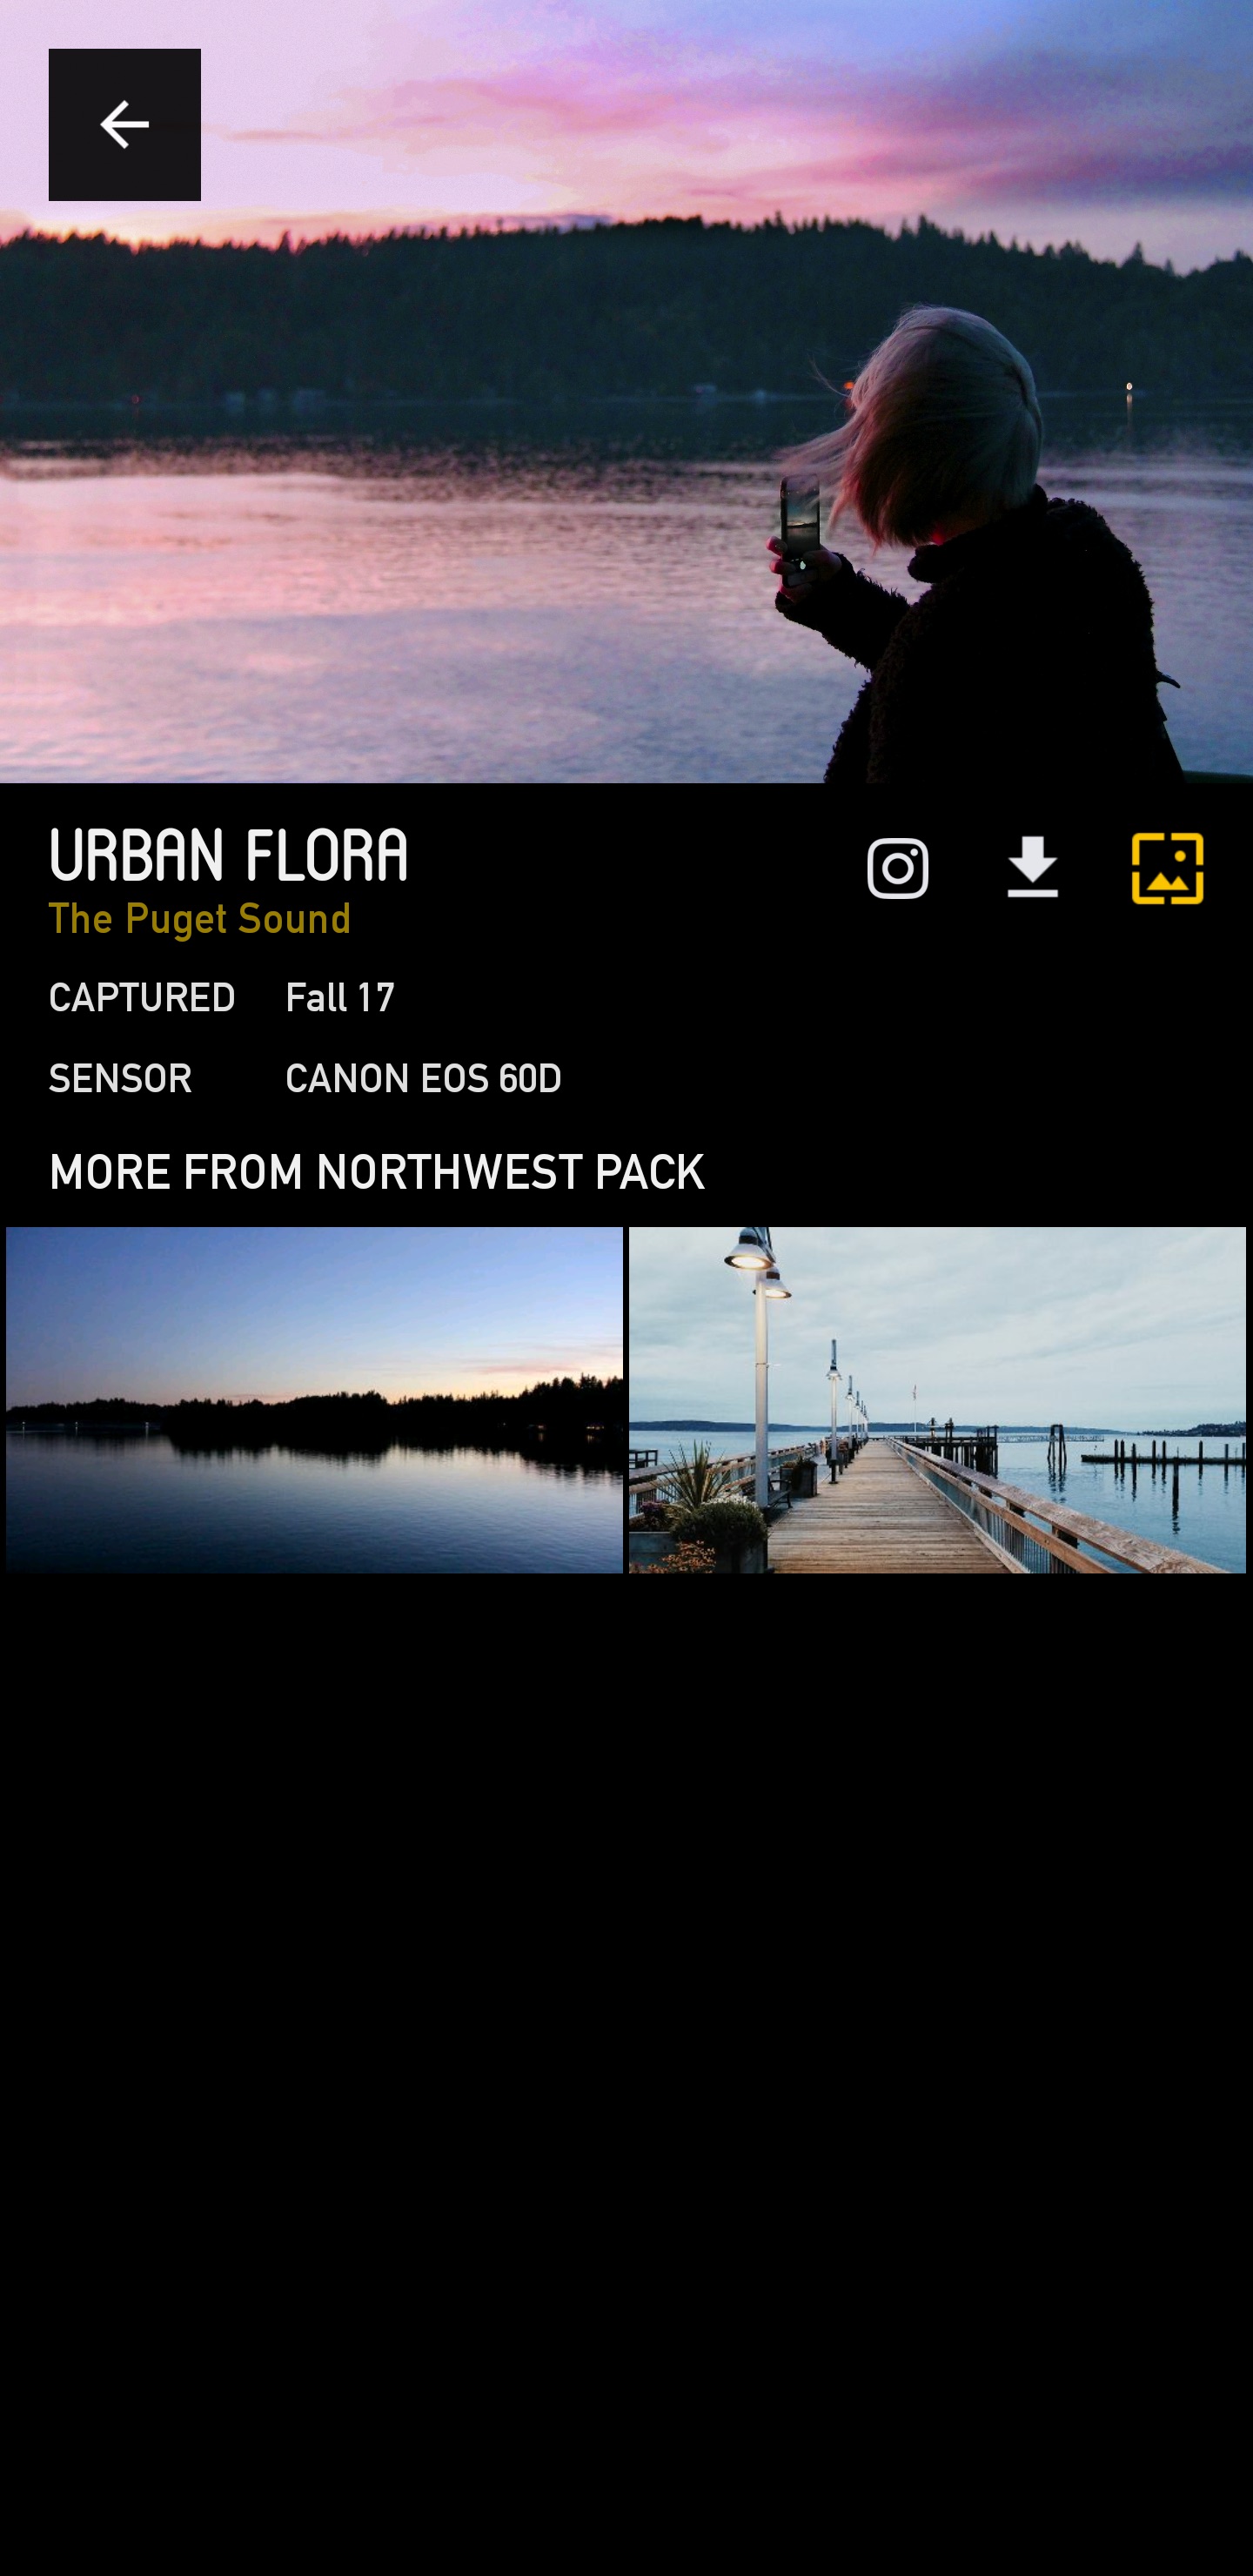 URBAN FLORA
The Puget Sound
CAPTURED Fall 17
SENSOR CANON EOS 60D
MORE FROM NORTHWEST PACK